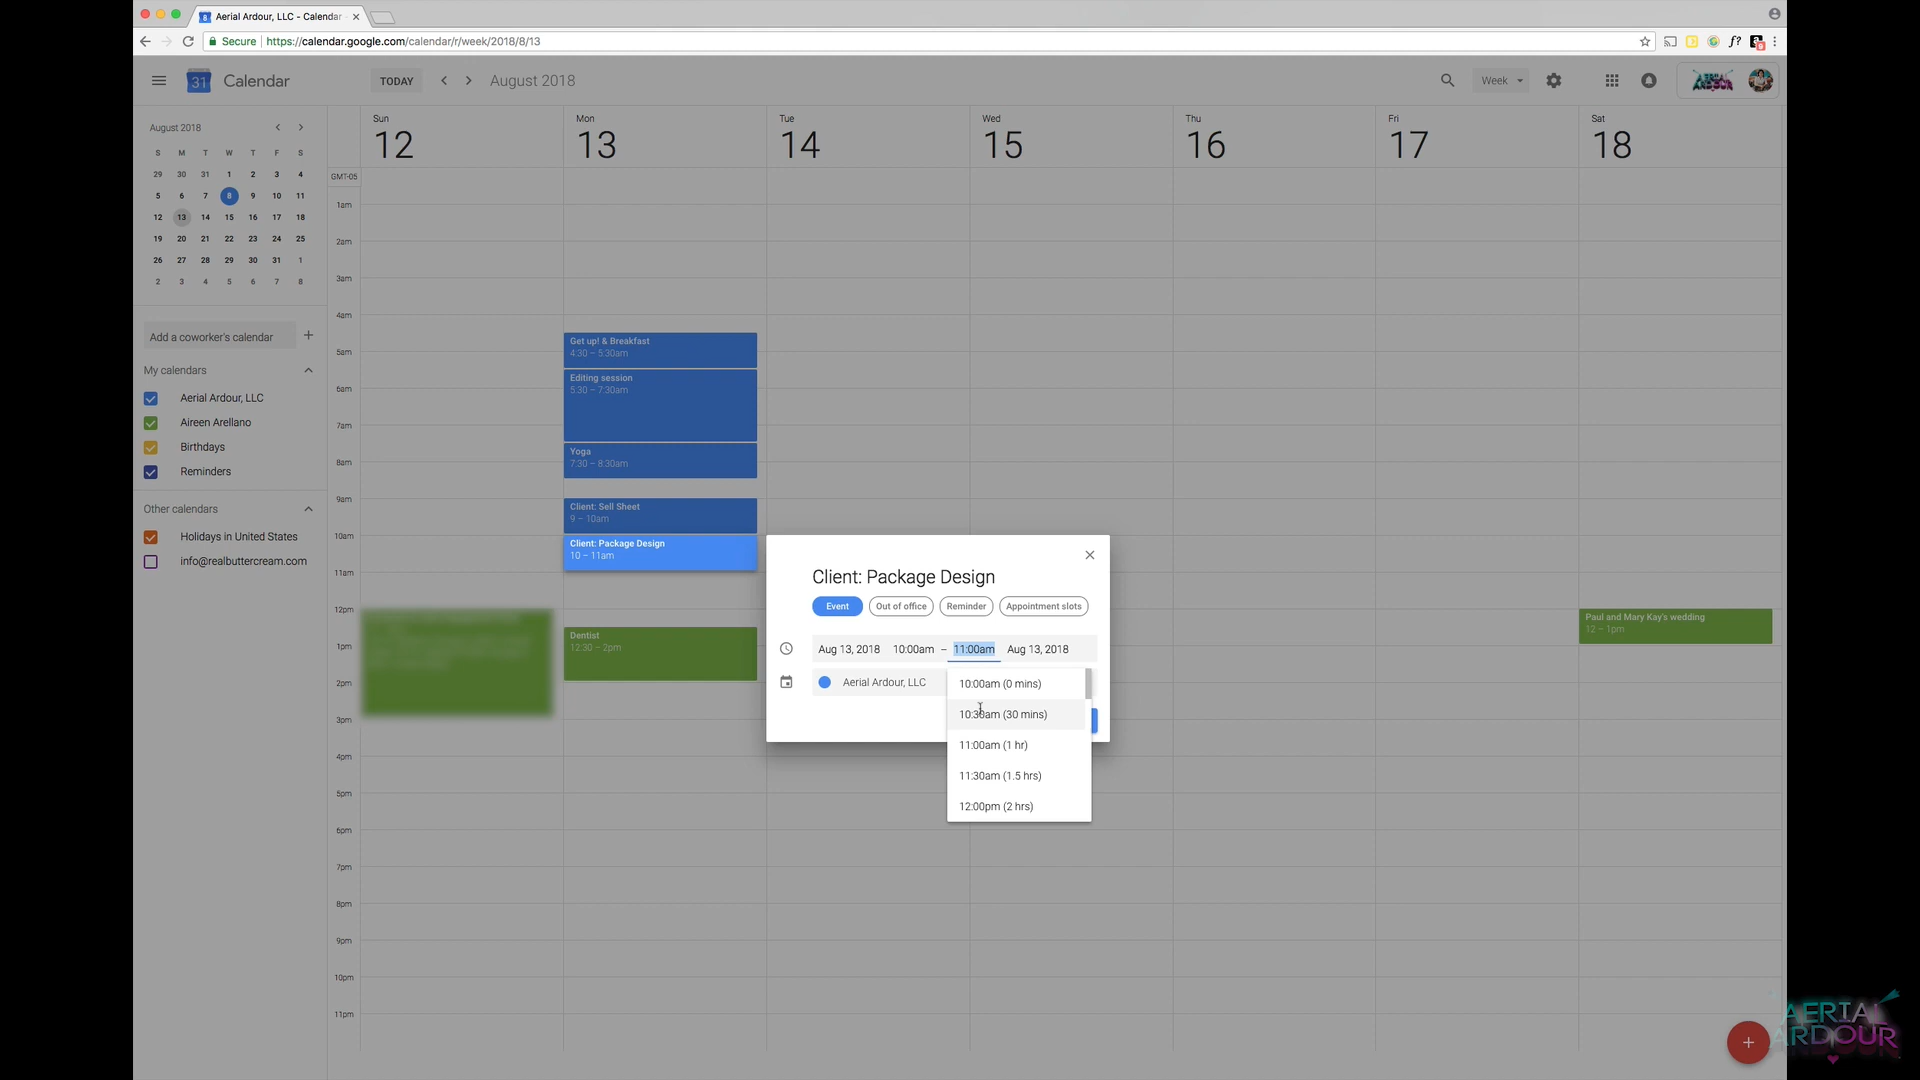 Aerial Ardour, LLC - Calendar
Secure
https://calendar.google.com/calendar/r/week/2018/8/13
31
Calendar
TODAY
August 2018
Week
AERIAL ARDOUR
August 2018
S M T W T F S
29 30 31 1 2 3 4
5 6 7 8 9 10 11
12 13 14 15 16 17 18
19 20 21 22 23 24 25
26 27 28 29 30 31 1
2 3 4 5 6 7 8
Add a coworker's calendar
My calendars
Aerial Ardour, LLC
Aireen Arellano
Birthdays
Reminders
Other calendars
Holidays in United States
info@realbuttercream.com
Sun Mon Tue Wed Thu Fri Sat
12 13 14 15 16 17 18
GMT-05
1am
2am
3am
4am
5am
6am
7am
8am
9am
10am
11am
12pm
1pm
2pm
3pm
4pm
5pm
6pm
7pm
8pm
9pm
10pm
11pm
Get up! & Breakfast
4:30 – 5:30am
Editing session
5:30 – 7:30am
Yoga
7:30 – 8:30am
Client: Sell Sheet
9 – 10am
Client: Package Design
10 – 11am
Dentist
12:30 – 2pm
Paul and Mary Kay's wedding
12 – 1pm
Client: Package Design
Event Out of office Reminder Appointment slots
Aug 13, 2018 10:00am – 11:00am Aug 13, 2018
Aerial Ardour, LLC
10:00am (0 mins)
10:30am (30 mins)
11:00am (1 hr)
11:30am (1.5 hrs)
12:00pm (2 hrs)
AERIAL
ARDOUR